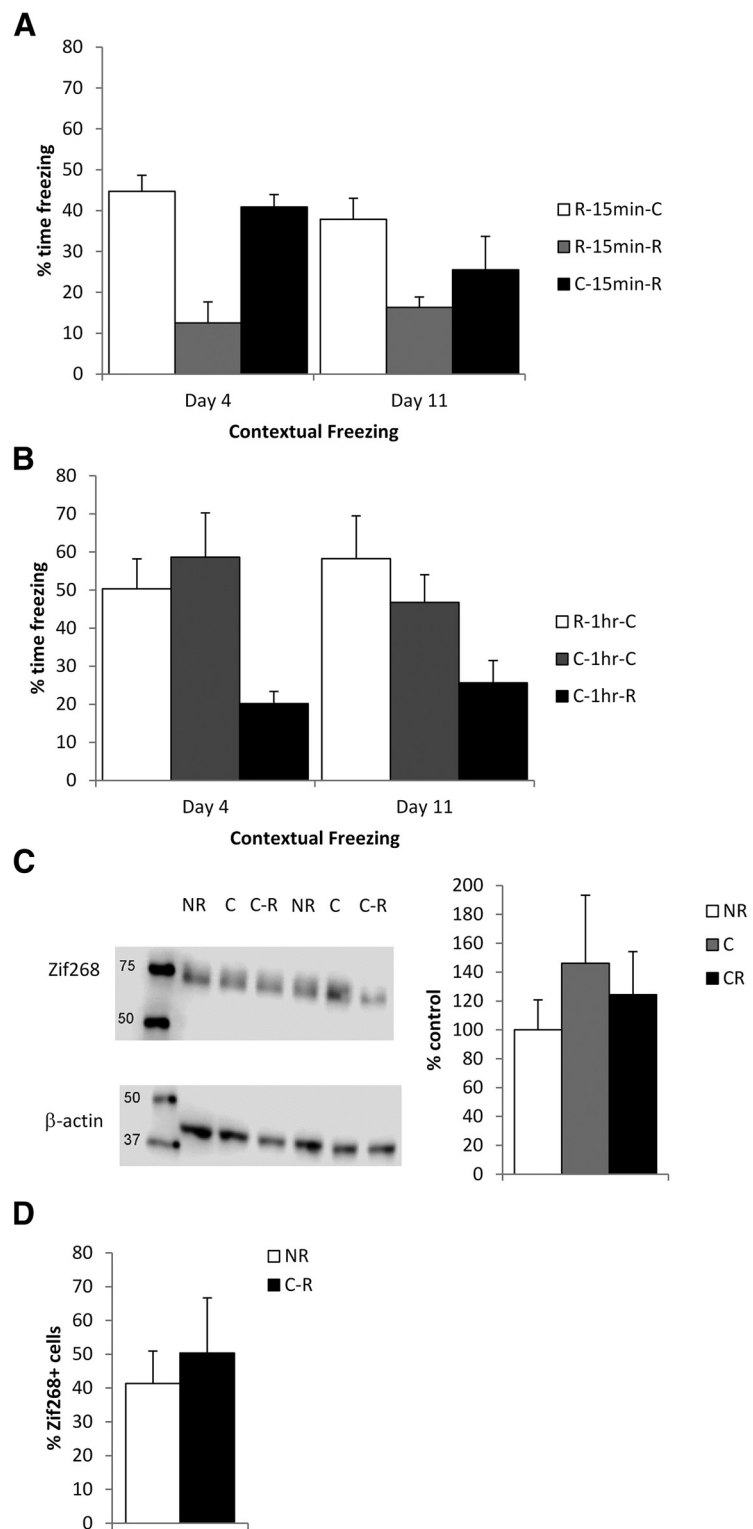 A
80
70
60
50
40
30
20
10
0
% time freezing
Day 4 Day 11
Contextual Freezing
R-15min-C
R-15min-R
C-15min-R
B
80
70
60
50
40
30
20
10
0
% time freezing
Day 4 Day 11
Contextual Freezing
R-1hr-C
C-1hr-C
C-1hr-R
C
NR C C-R NR C C-R
Zif268
75
50
β-actin
50
37
200
180
160
140
120
100
80
60
40
20
0
% control
NR
C
CR
D
80
70
60
50
40
30
20
10
0
% Zif268+ cells
NR
C-R